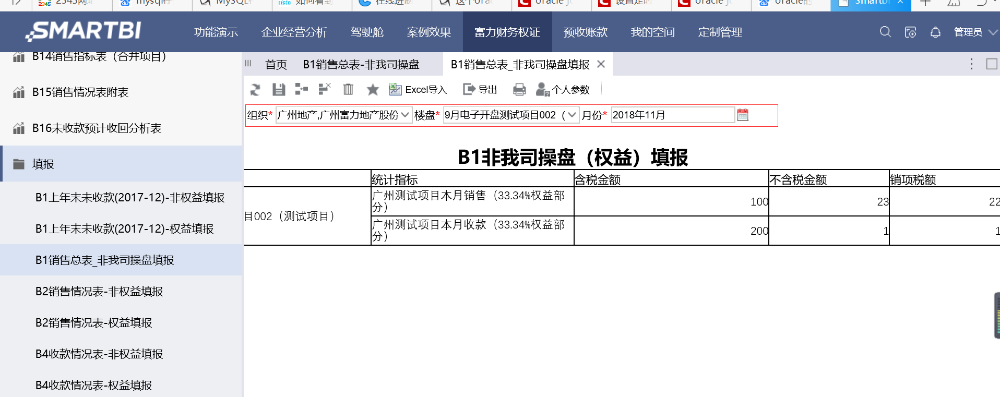 2345网址
mysql存
MySQL存
cisco 如何看到
在线进制
这个orac
oracle jo
设置定时
oracle jo
oracle的
Smartbi
SMARTBI
功能演示 企业经营分析 驾驶舱 案例效果 富力财务权证 预收账款 我的空间 定制管理 管理员
B14销售指标表（合并项目）
B15销售情况表附表
B16未收款预计收回分析表
填报
B1上年末未收款(2017-12)-非权益填报
B1上年末未收款(2017-12)-权益填报
B1销售总表_非我司操盘填报
B2销售情况表-非权益填报
B2销售情况表-权益填报
B4收款情况表-非权益填报
B4收款情况表-权益填报
首页 B1销售总表-非我司操盘 B1销售总表_非我司操盘填报
Excel导入 导出 个人参数
组织* 广州地产,广州富力地产股份 楼盘* 9月电子开盘测试项目002（ 月份* 2018年11月
B1非我司操盘（权益）填报
统计指标 含税金额 不含税金额 销项税额
目002（测试项目）
广州测试项目本月销售（33.34%权益部
分）
100 23 22
广州测试项目本月收款（33.34%权益部
分）
200 1 1